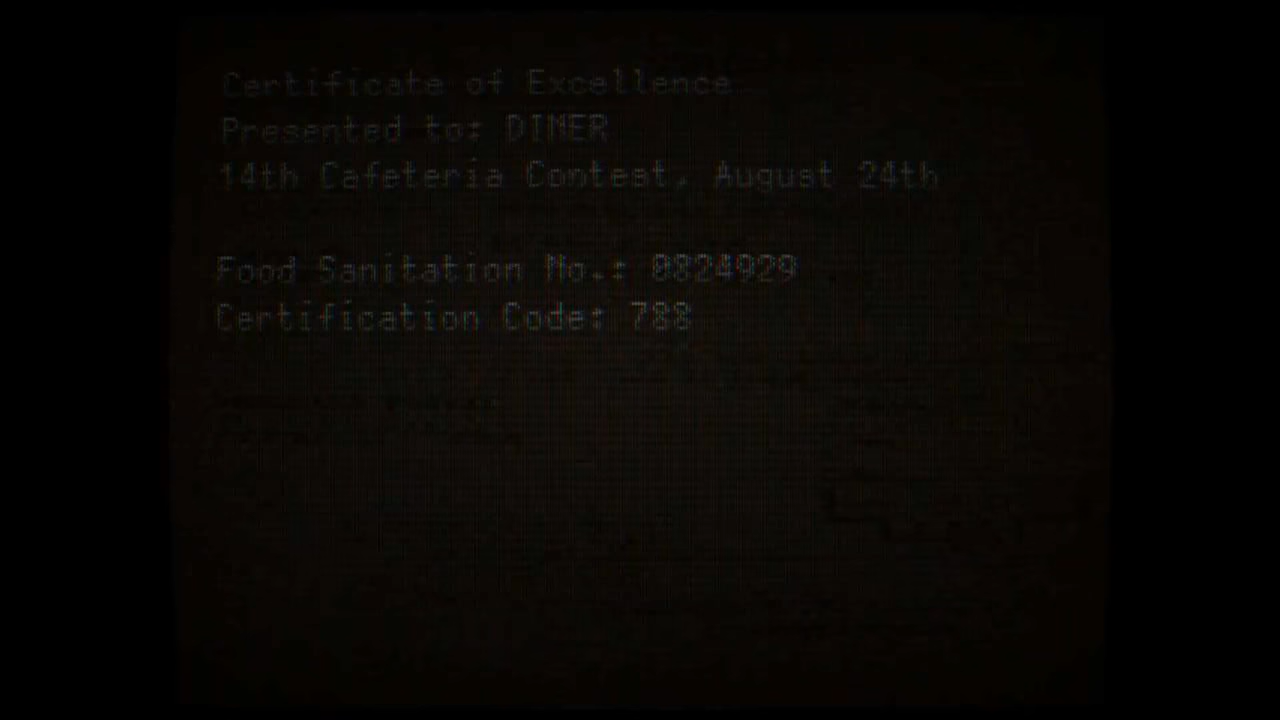 Certificate of Excellence
Presented to: DINER
14th Cafeteria Contest, August 24th
Food Sanitation No.: 0824929
Certification Code: 788